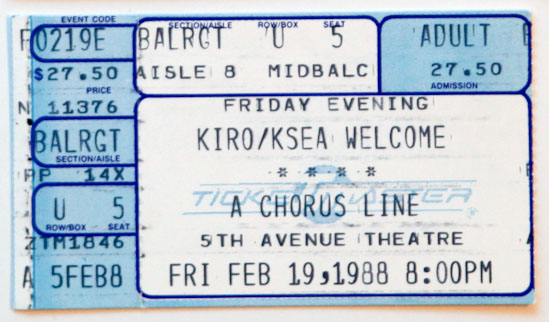 EVENT CODE
F0219E
$27.50
PRICE
N 11376
BALRGT
SECTION/AISLE
PP 14X
U 5
ROW/BOX SEAT
ZTM1846
A 5FEB8
SECTION/AISLE ROW/BOX SEAT
BALRGT U 5
AISLE 8 MIDBALC
ADULT
27.50
ADMISSION
FRIDAY EVENING
KIRO/KSEA WELCOME
* * * *
TICKETMASTER
A CHORUS LINE
5TH AVENUE THEATRE
FRI FEB 19,1988 8:00PM